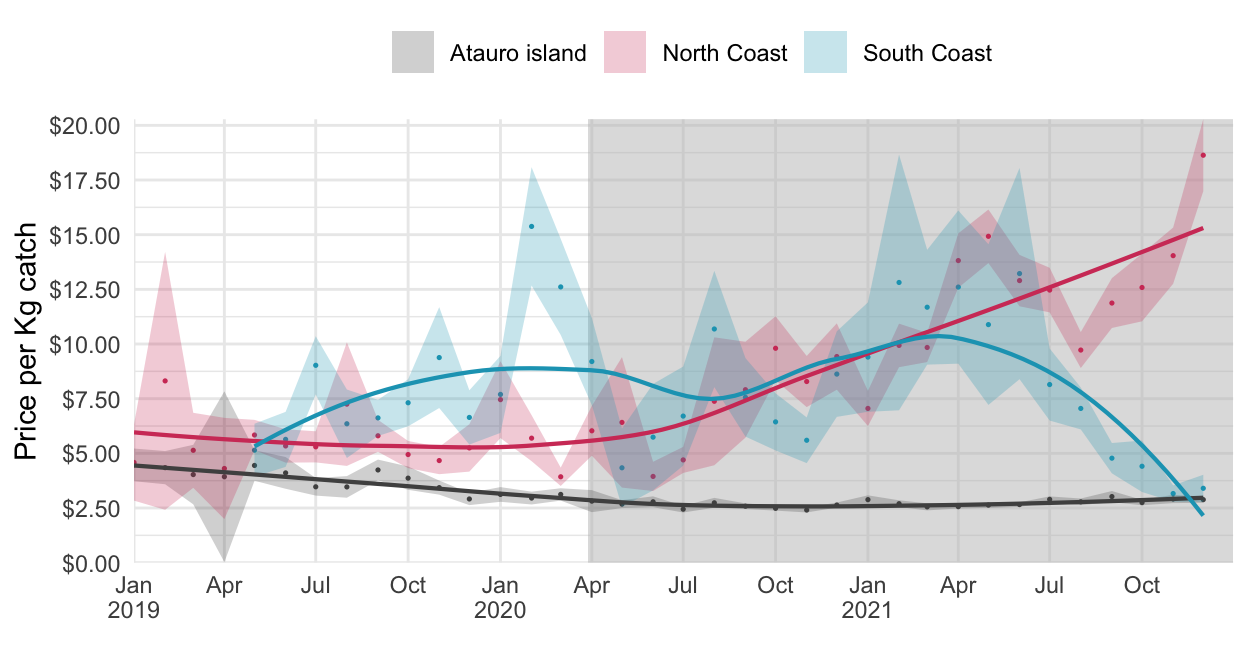 Atauro island North Coast South Coast
Price per Kg catch
$20.00
$17.50
$15.00
$12.50
$10.00
$7.50
$5.00
$2.50
$0.00
Jan Apr Jul Oct Jan Apr Jul Oct Jan Apr Jul Oct
2019 2020 2021